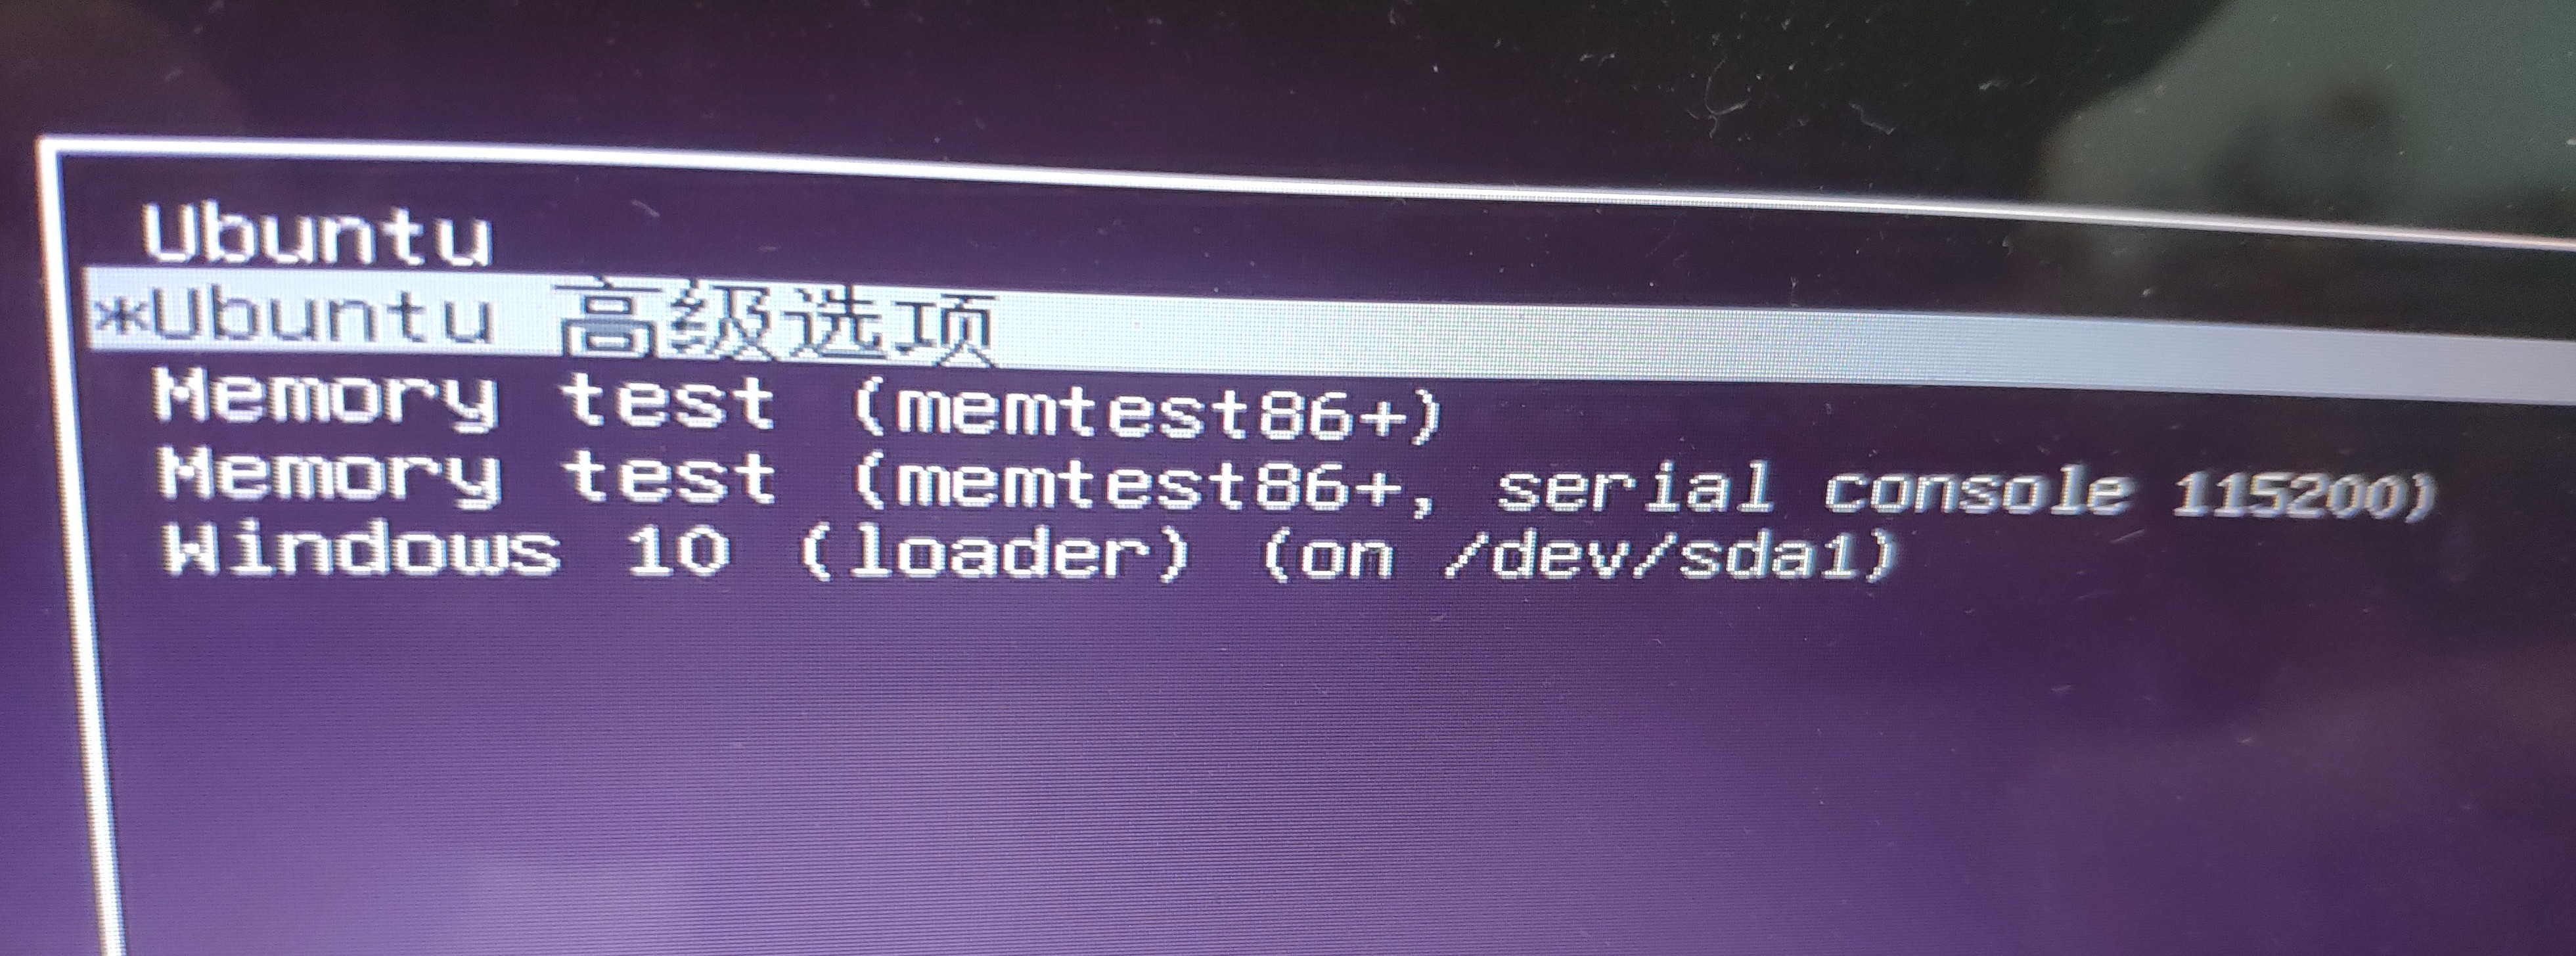 Ubuntu
*Ubuntu 高级选项
Memory test (memtest86+)
Memory test (memtest86+, serial console 115200)
Windows 10 (loader) (on /dev/sda1)